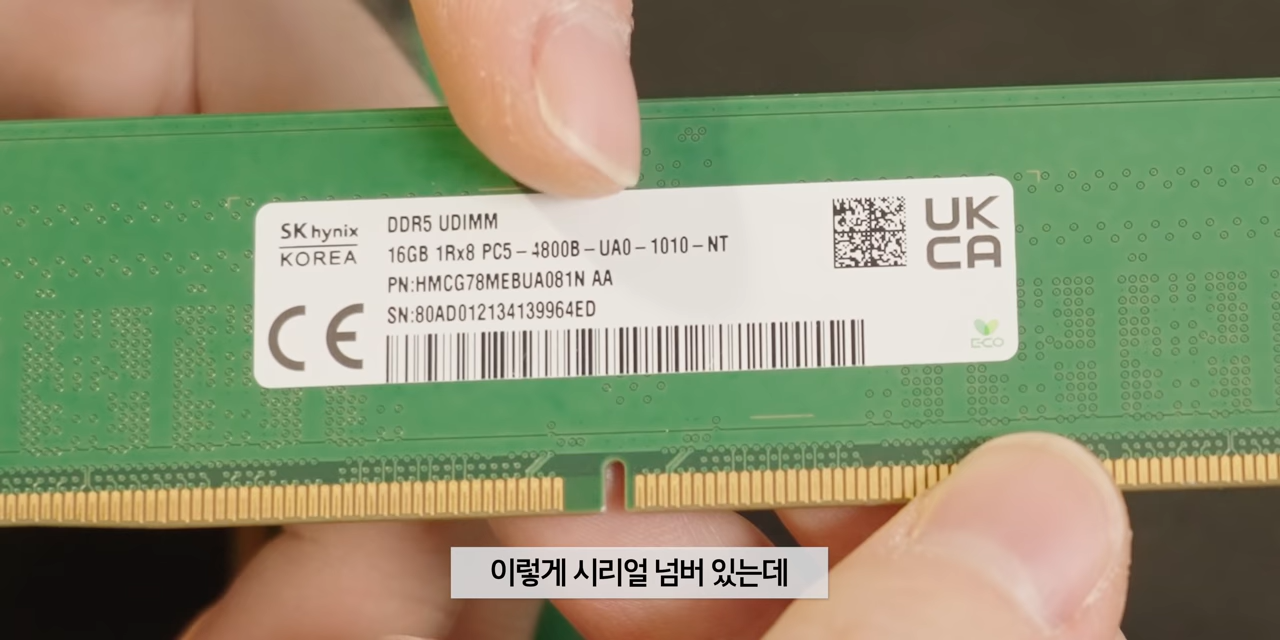 SK hynix
KOREA
DDR5 UDIMM
16GB 1Rx8 PC5-4800B-UA0-1010-NT
PN:HMCG78MEBUA081N AA
SN:80AD012134139964ED
CE
UK
CA
ECO
이렇게 시리얼 넘버 있는데